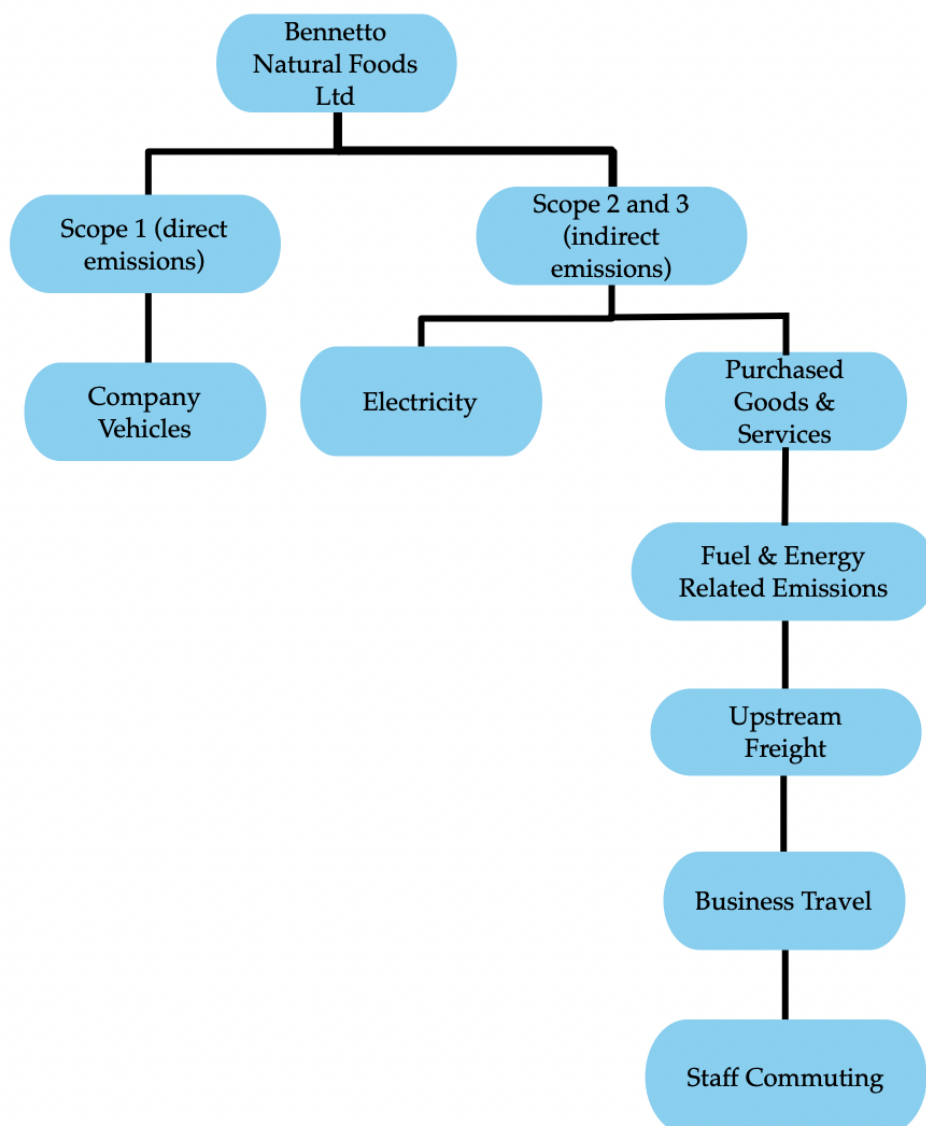 Bennetto
Natural Foods
Ltd
Scope 1 (direct
emissions)
Scope 2 and 3
(indirect
emissions)
Company
Vehicles
Electricity
Purchased
Goods &
Services
Fuel & Energy
Related Emissions
Upstream
Freight
Business Travel
Staff Commuting